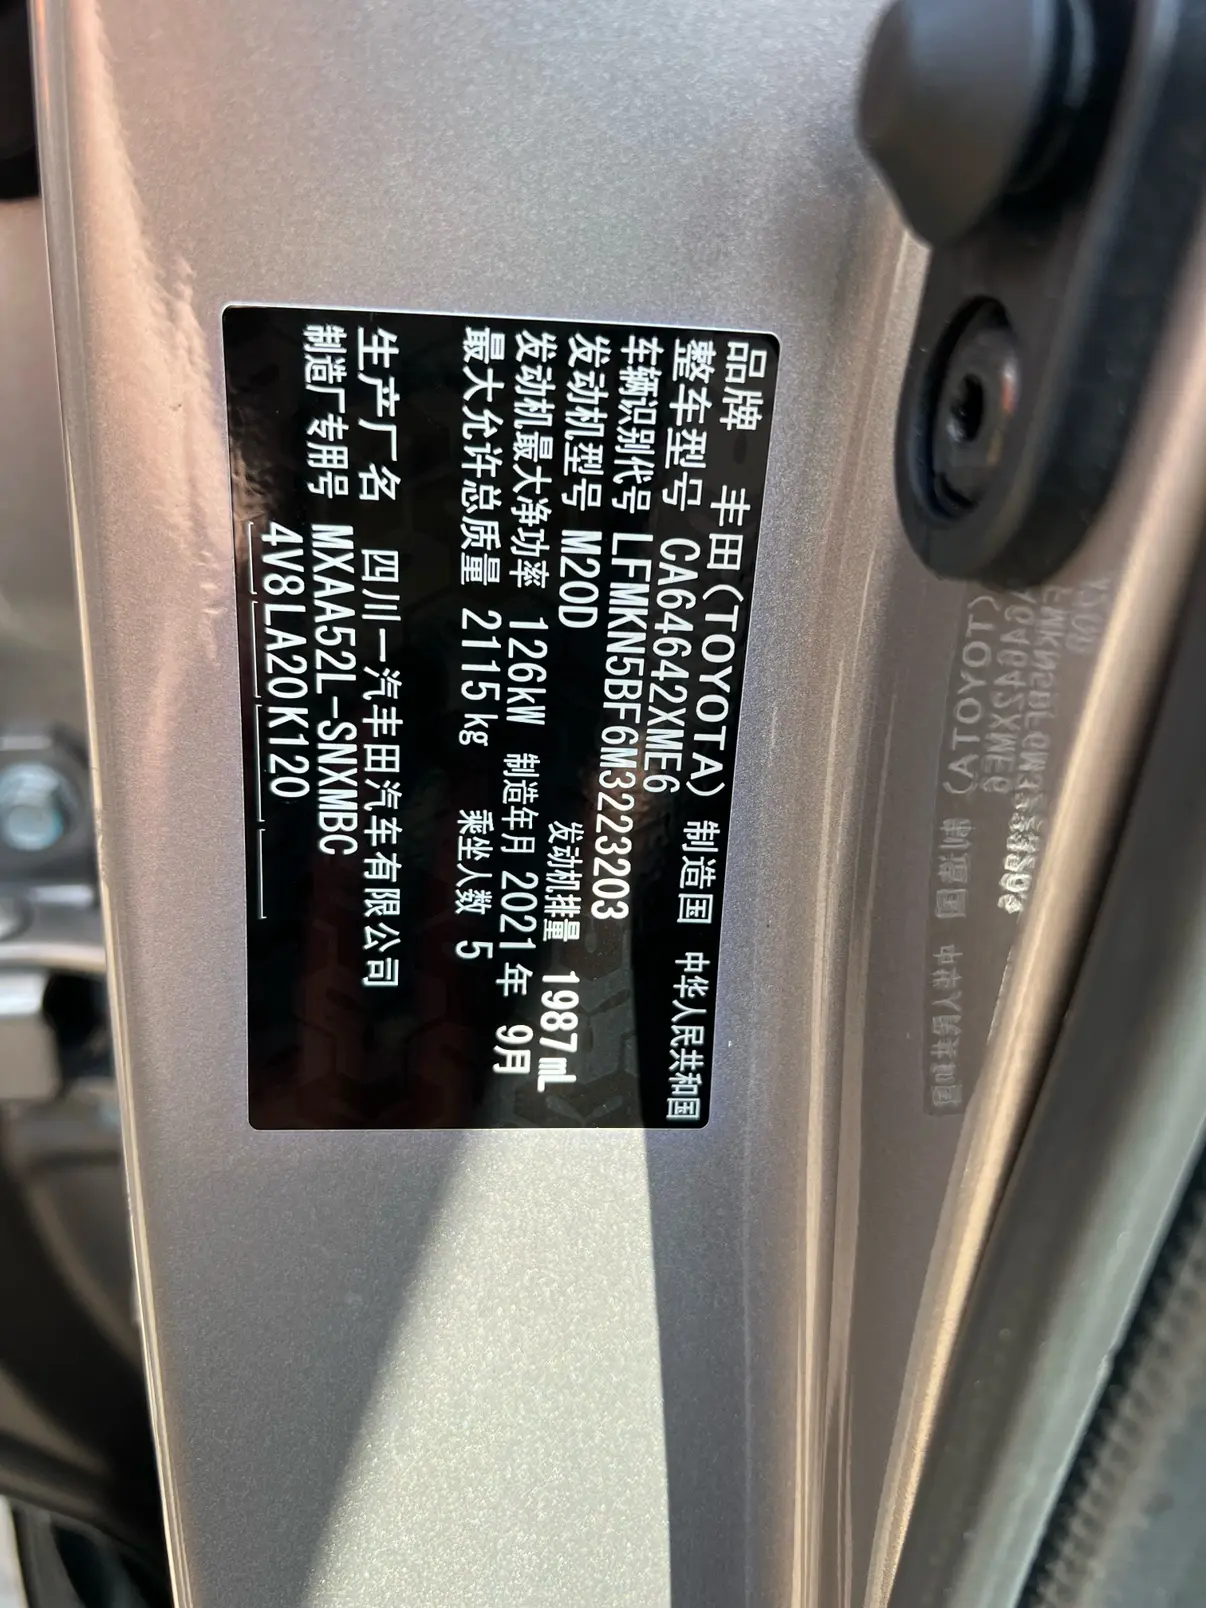 品牌 丰田(TOYOTA) 制造国 中华人民共和国
整车型号 CA64642XME6
车辆识别代号 LFMKN5BF6M3223203
发动机型号 M20D 发动机排量 1987mL
发动机最大净功率 126kW 制造年月 2021年 9月
最大允许总质量 2115kg 乘坐人数 5
生产厂名 四川一汽丰田汽车有限公司
制造厂专用号 MXAA52L-SNXMBC
4V8LA20K120